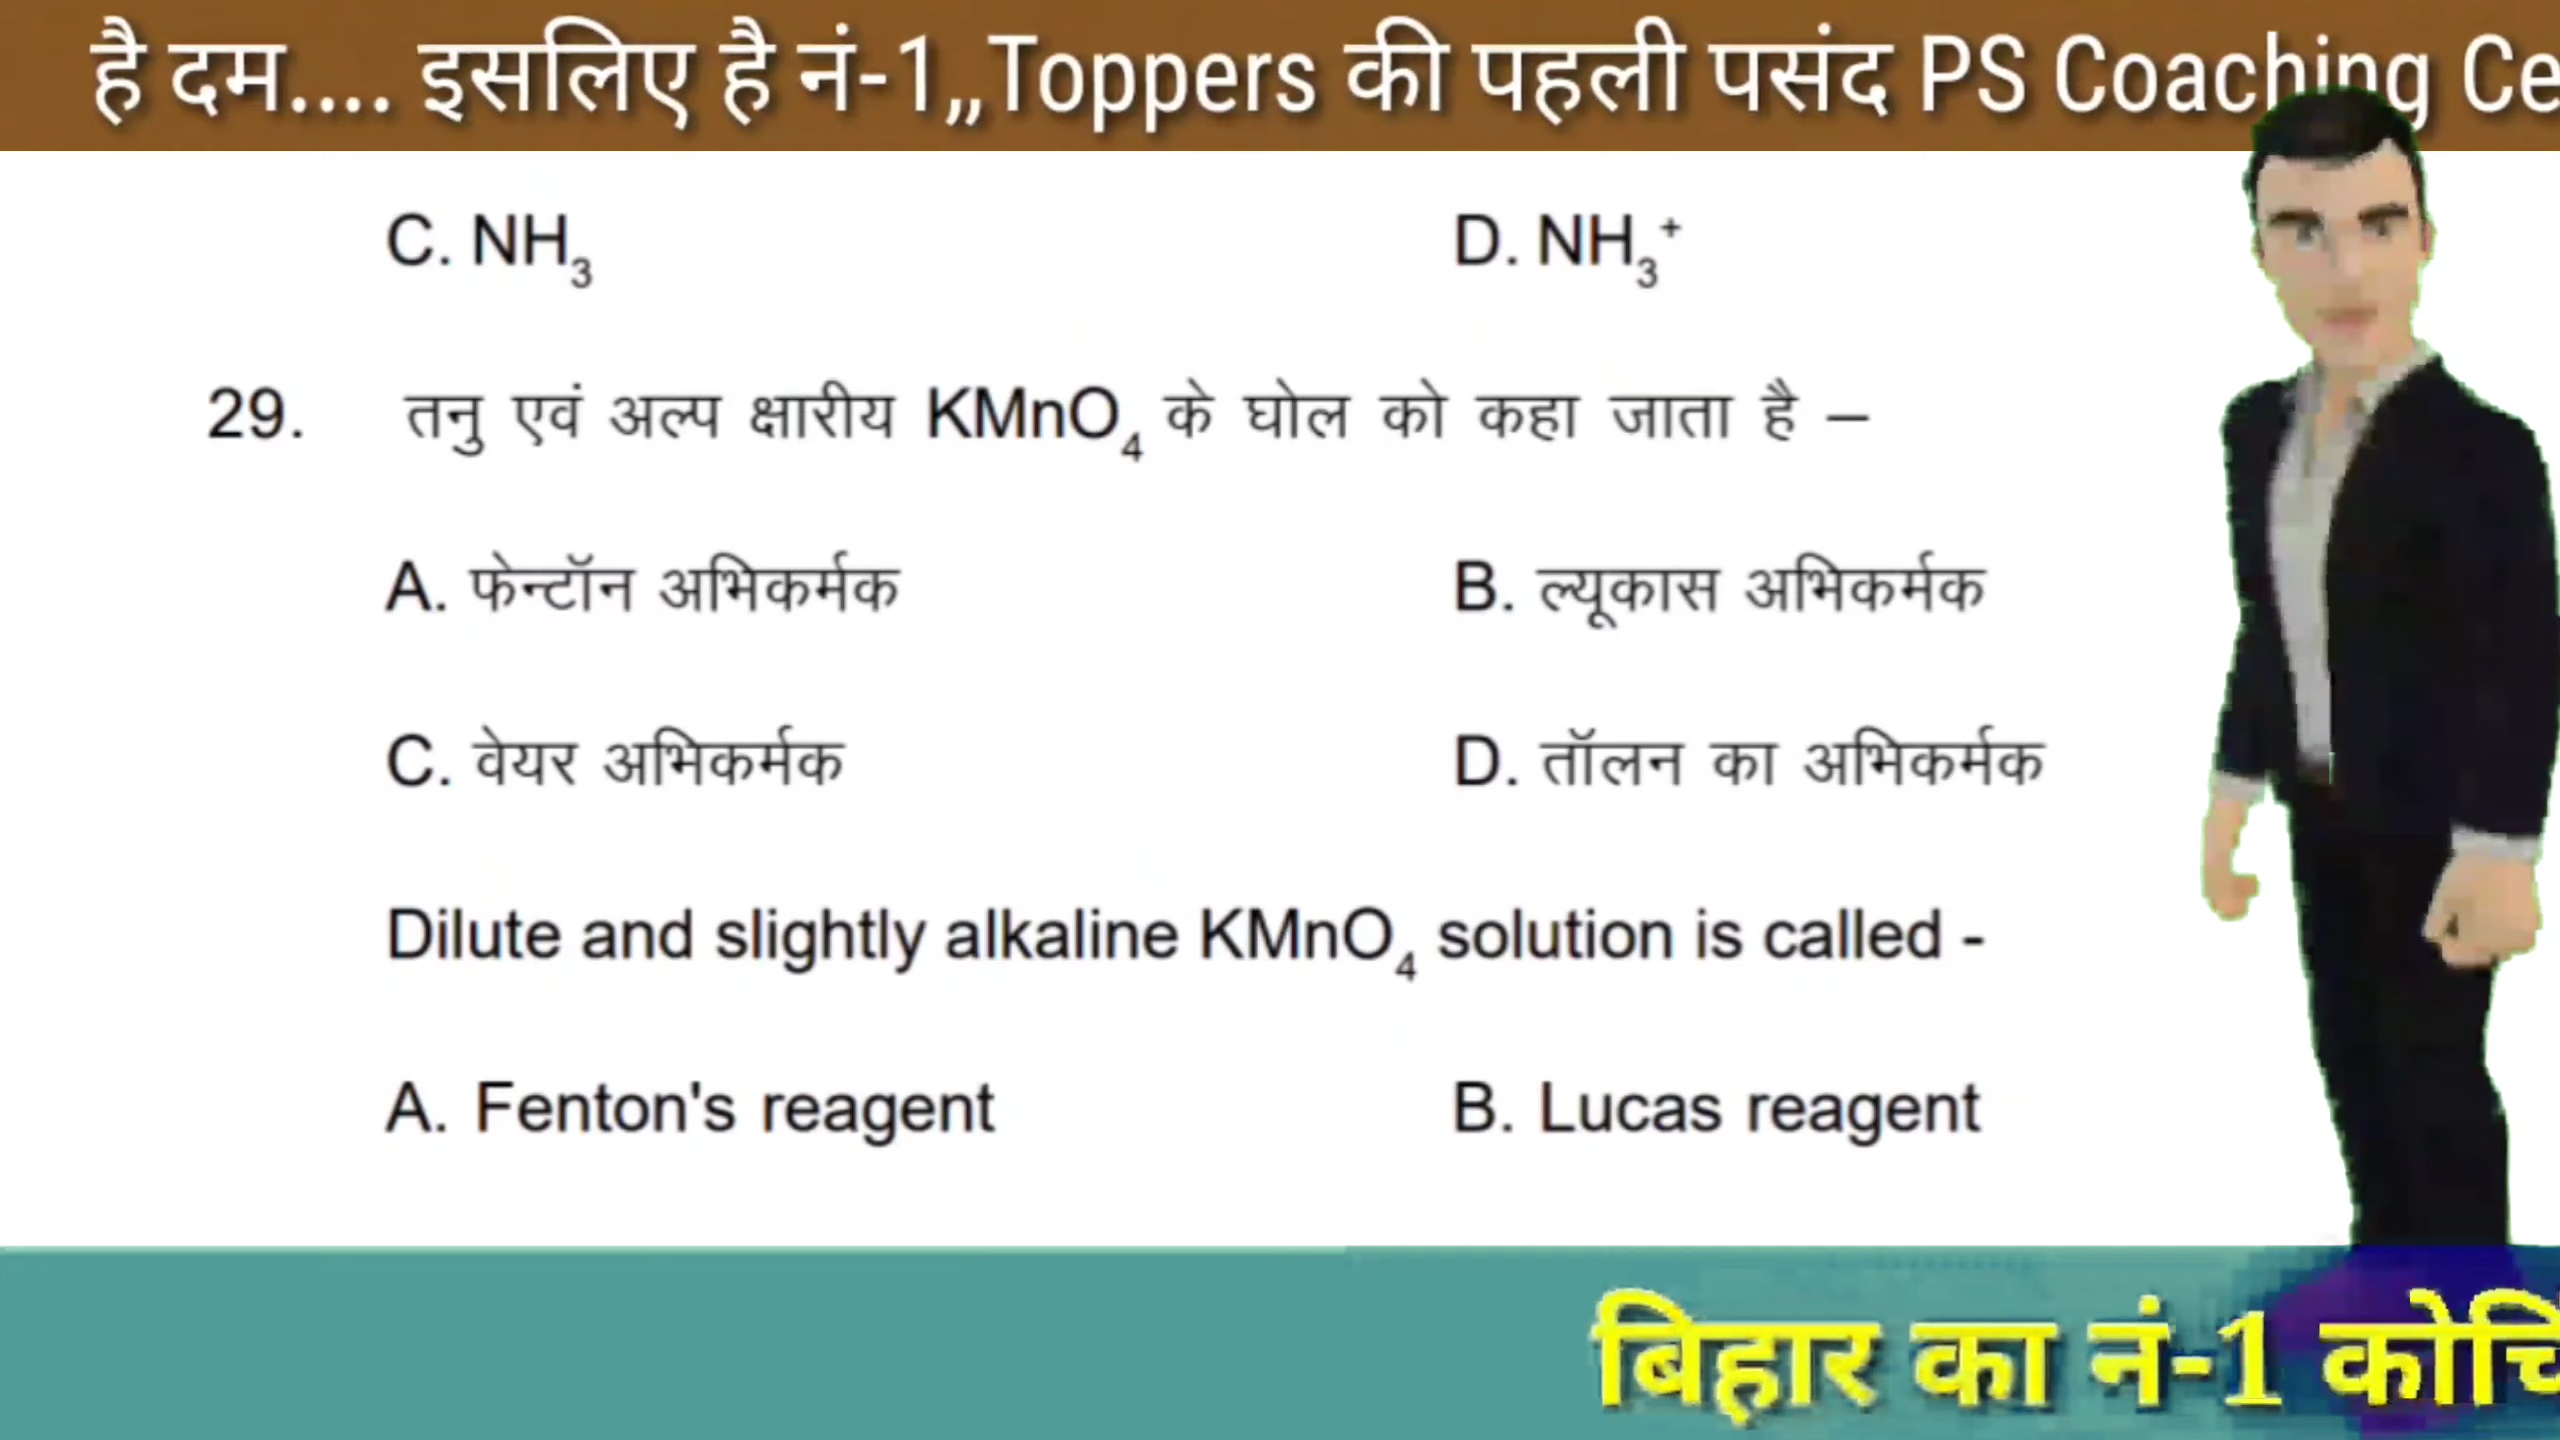 है दम.... इसलिए है नं-1,,Toppers की पहली पसंद PS Coaching Ce
C. NH₃ D. NH₃⁺
29. तनु एवं अल्प क्षारीय KMnO₄ के घोल को कहा जाता है –
A. फेन्टॉन अभिकर्मक B. ल्यूकास अभिकर्मक
C. वेयर अभिकर्मक D. तॉलन का अभिकर्मक
Dilute and slightly alkaline KMnO₄ solution is called -
A. Fenton's reagent B. Lucas reagent
बिहार का नं-1 कोचिं